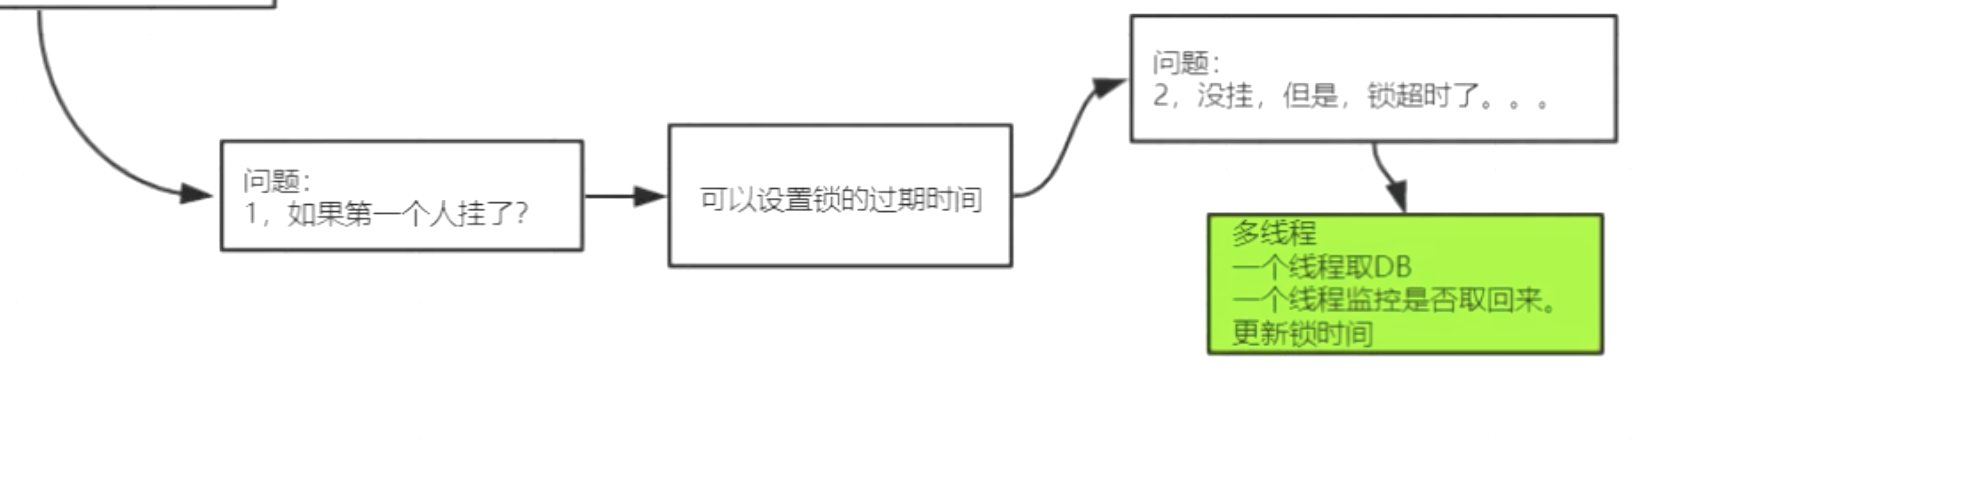 问题：
1，如果第一个人挂了？
可以设置锁的过期时间
问题：
2，没挂，但是，锁超时了。。。
多线程
一个线程取DB
一个线程监控是否取回来。
更新锁时间